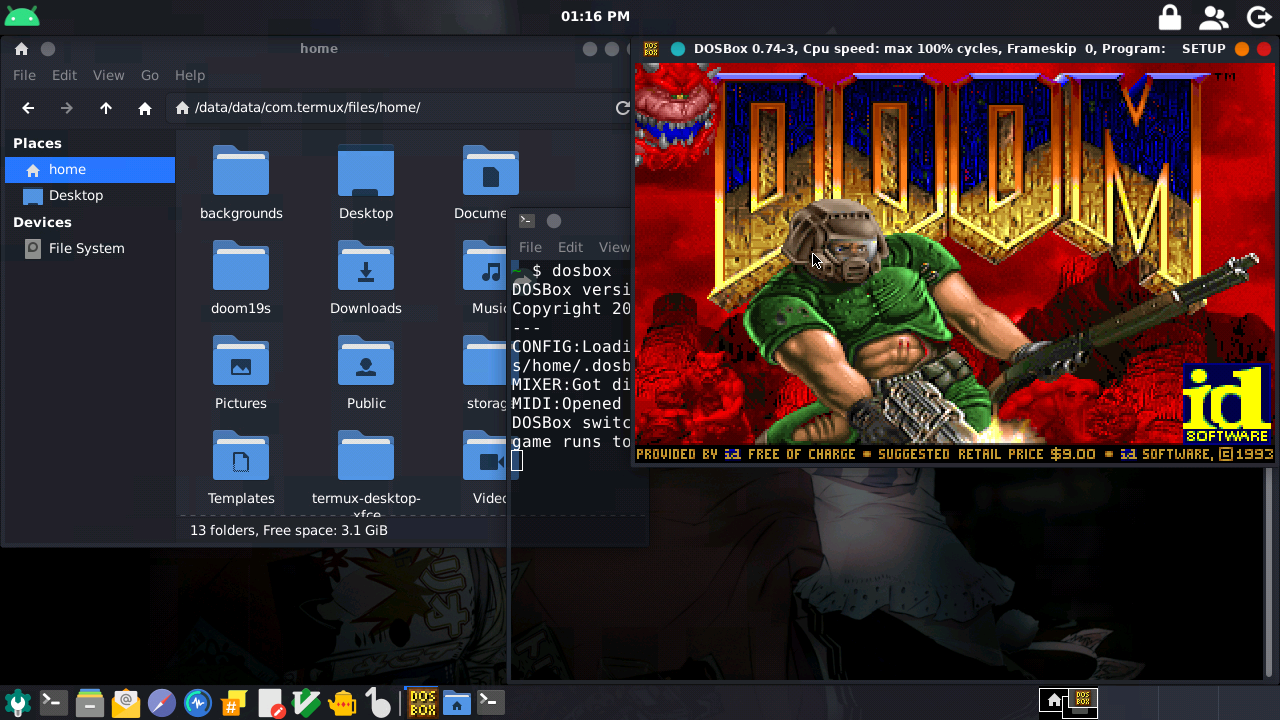 01:16 PM
home
File Edit View Go Help
/data/data/com.termux/files/home/
Places
home
Desktop
Devices
File System
backgrounds
Desktop
Docume
doom19s
Downloads
Music
Pictures
Public
storag
Templates
termux-desktop-
xfce
Video
13 folders, Free space: 3.1 GiB
File Edit View
~ $ dosbox
DOSBox versi
Copyright 20
---
CONFIG:Loadi
s/home/.dosb
MIXER:Got di
MIDI:Opened
DOSBox switc
game runs to
DOS
BOX
DOSBox 0.74-3, Cpu speed: max 100% cycles, Frameskip 0, Program: SETUP
DOOM
TM
id
SOFTWARE
PROVIDED BY id FREE OF CHARGE • SUGGESTED RETAIL PRICE $9.00 • id SOFTWARE, ©1993
DOS
BOX
DOS
BOX